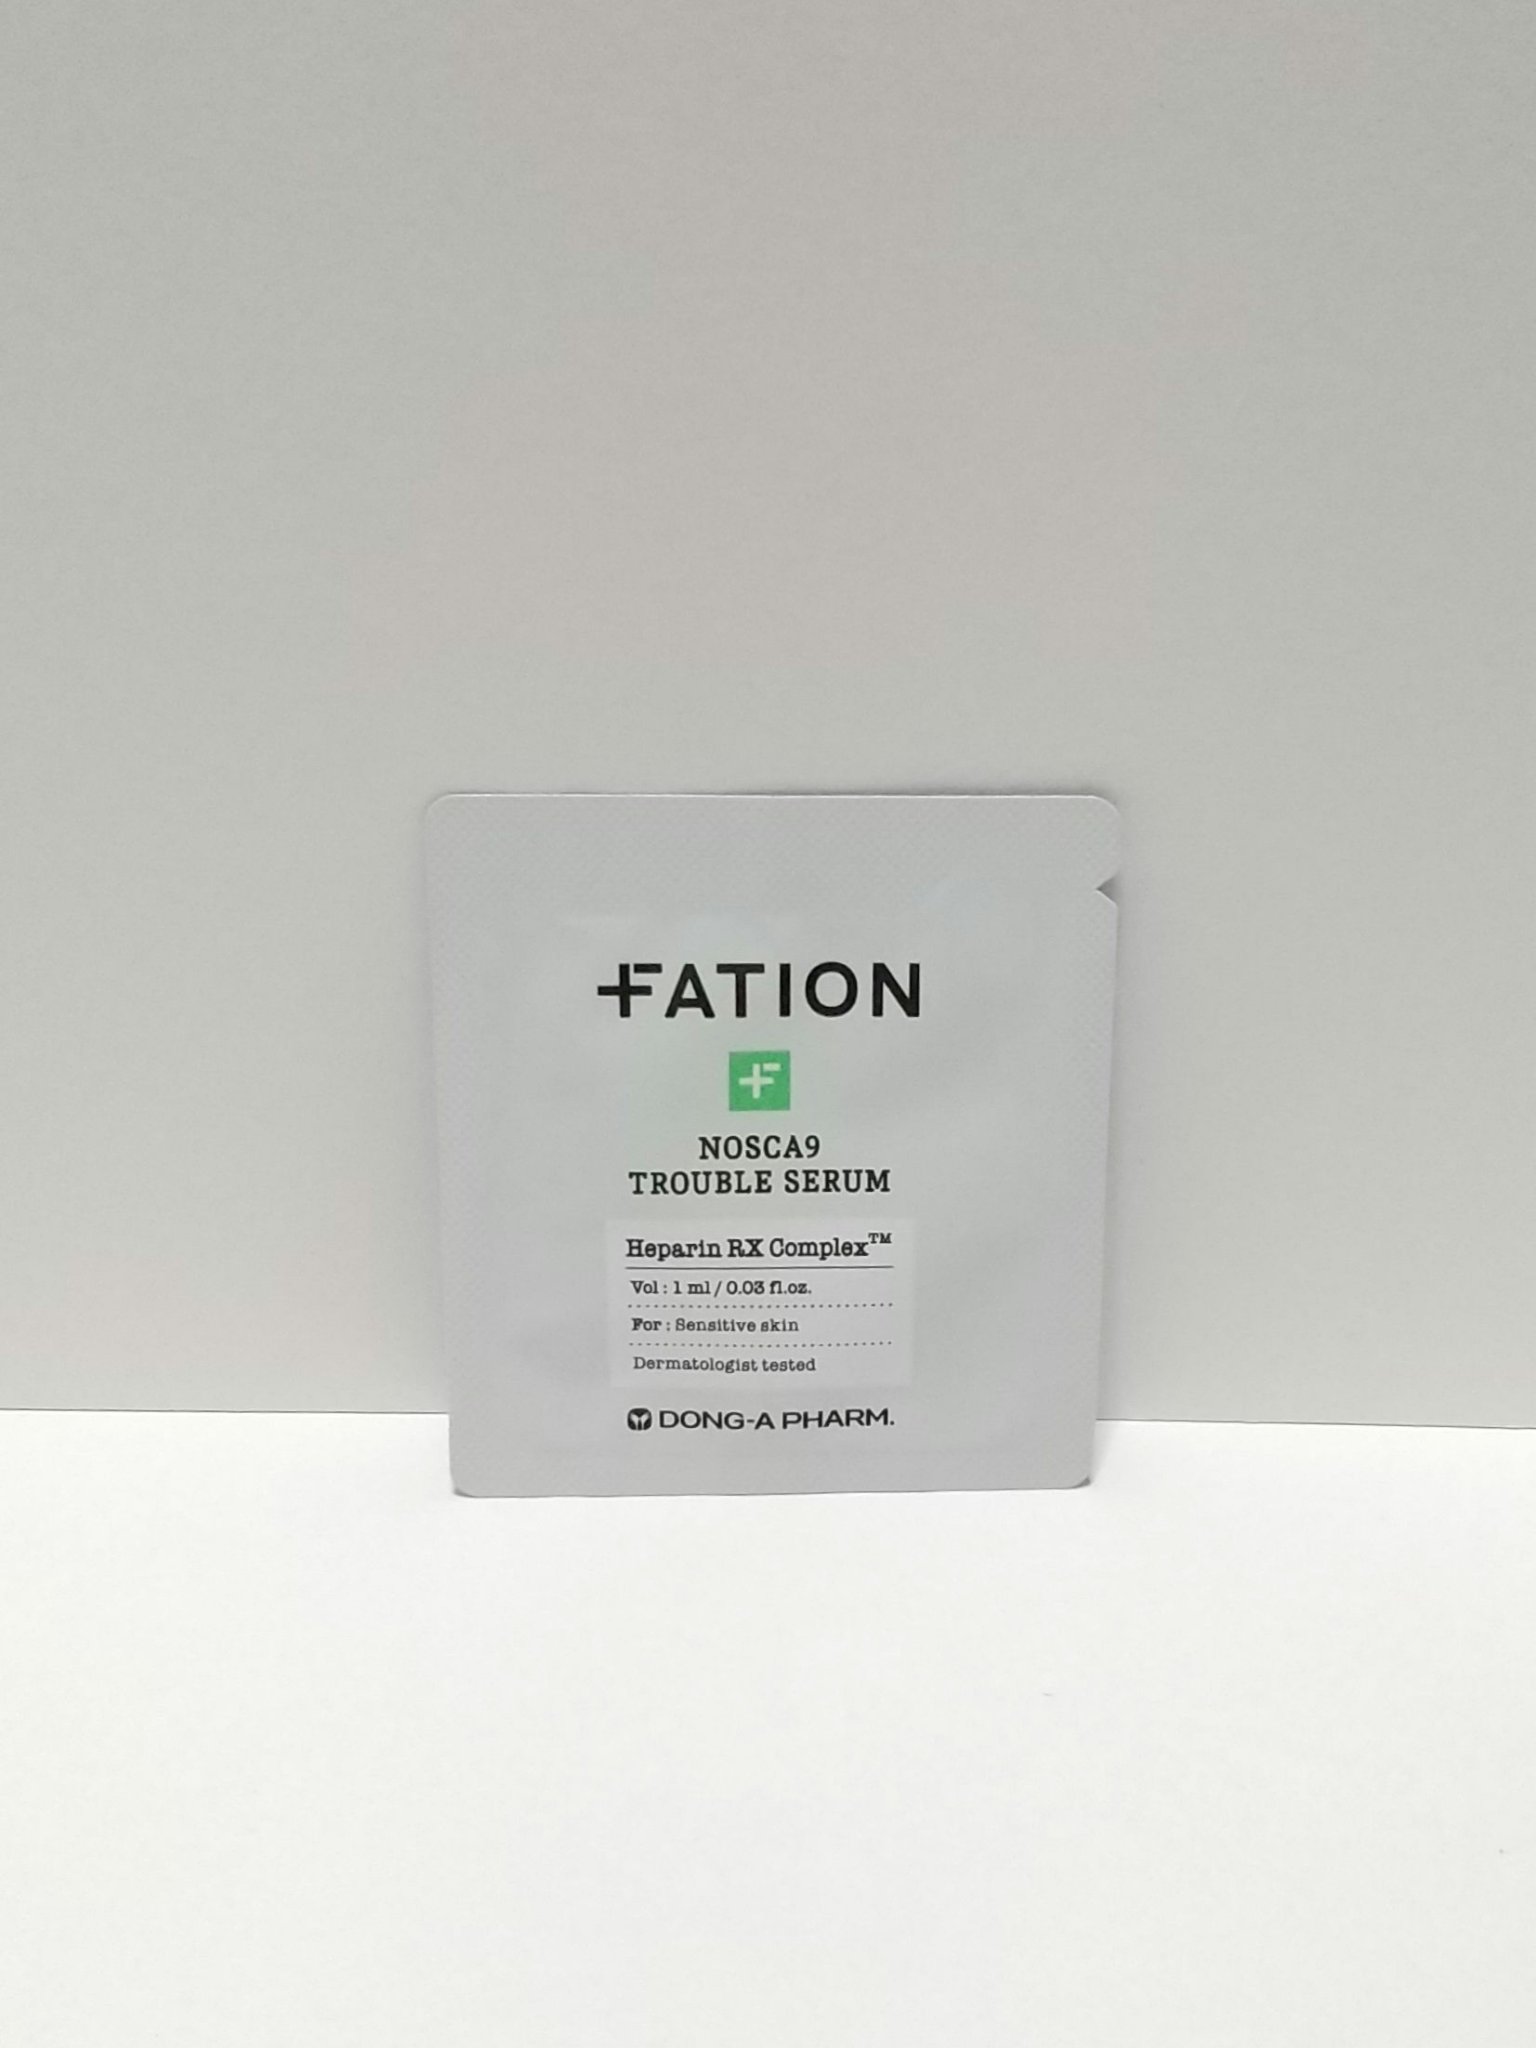 FATION
F
NOSCA9
TROUBLE SERUM
Heparin RX Complex™
Vol : 1 ml / 0.03 fl.oz.
For : Sensitive skin
Dermatologist tested
DONG-A PHARM.